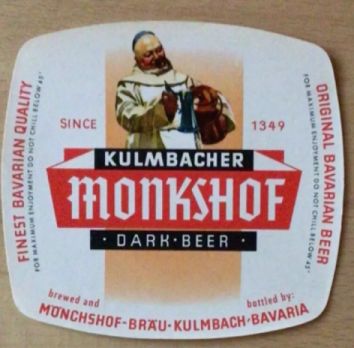 SINCE 1349
KULMBACHER
MONKSHOF
· DARK · BEER ·
FINEST BAVARIAN QUALITY
FOR MAXIMUM ENJOYMENT DO NOT CHILL BELOW 45°
ORIGINAL BAVARIAN BEER
FOR MAXIMUM ENJOYMENT DO NOT CHILL BELOW 45°
brewed and bottled by:
MÖNCHSHOF-BRÄU·KULMBACH·BAVARIA